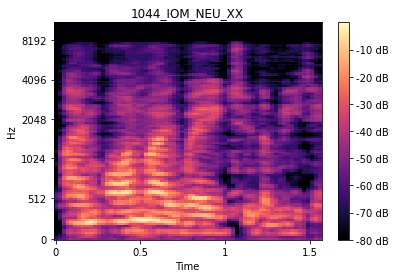 1044_IOM_NEU_XX
8192
4096
2048
1024
512
0
Hz
0
0.5
1
1.5
Time
-10 dB
-20 dB
-30 dB
-40 dB
-50 dB
-60 dB
-70 dB
-80 dB